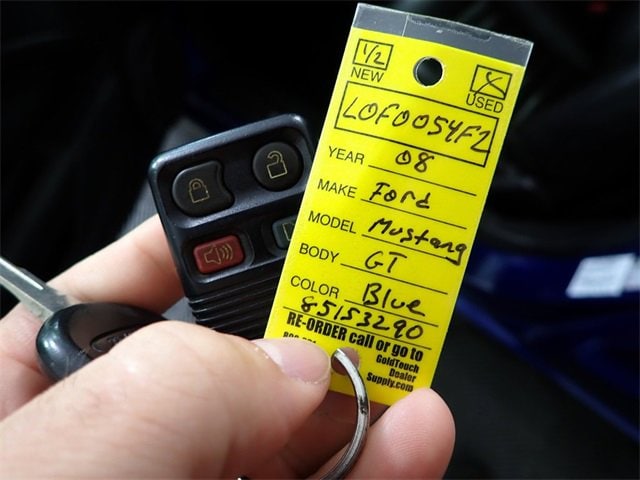 1/2 X
NEW USED
LOF0054F2
YEAR 08
MAKE Ford
MODEL Mustang
BODY GT
COLOR Blue
85153290
RE-ORDER call or go to
GoldTouch
Dealer
Supply.com